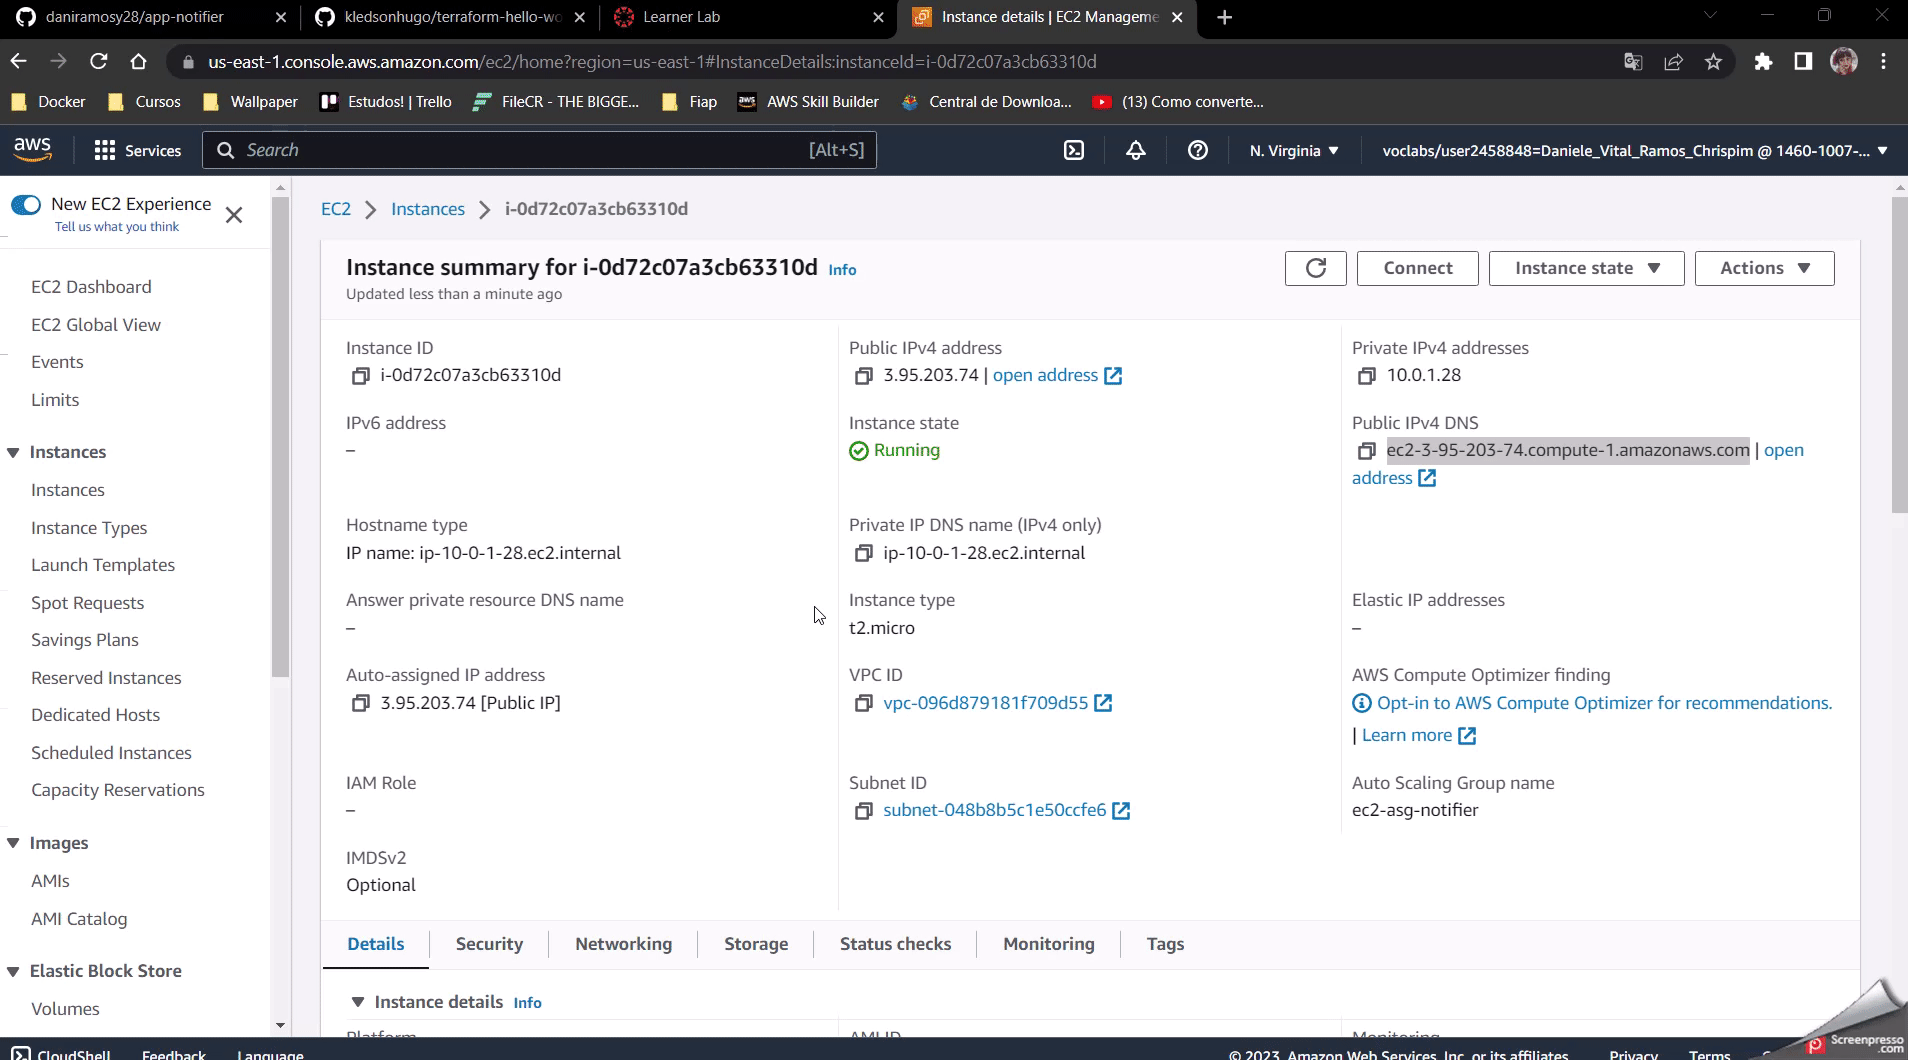 daniramosy28/app-notifier
kledsonhugo/terraform-hello-wo
Learner Lab
Instance details | EC2 Manageme
us-east-1.console.aws.amazon.com/ec2/home?region=us-east-1#InstanceDetails:instanceId=i-0d72c07a3cb63310d
Docker Cursos Wallpaper Estudos! | Trello FileCR - THE BIGGE... Fiap AWS Skill Builder Central de Downloa... (13) Como converte...
aws Services Search [Alt+S] N. Virginia voclabs/user2458848=Daniele_Vital_Ramos_Chrispim @ 1460-1007-...
New EC2 Experience
Tell us what you think
EC2 Dashboard
EC2 Global View
Events
Limits
Instances
Instances
Instance Types
Launch Templates
Spot Requests
Savings Plans
Reserved Instances
Dedicated Hosts
Scheduled Instances
Capacity Reservations
Images
AMIs
AMI Catalog
Elastic Block Store
Volumes
EC2 Instances i-0d72c07a3cb63310d
Instance summary for i-0d72c07a3cb63310d Info
Updated less than a minute ago
Connect Instance state Actions
Instance ID
i-0d72c07a3cb63310d
Public IPv4 address
3.95.203.74 | open address
Private IPv4 addresses
10.0.1.28
IPv6 address
–
Instance state
Running
Public IPv4 DNS
ec2-3-95-203-74.compute-1.amazonaws.com | open
address
Hostname type
IP name: ip-10-0-1-28.ec2.internal
Private IP DNS name (IPv4 only)
ip-10-0-1-28.ec2.internal
Answer private resource DNS name
–
Instance type
t2.micro
Elastic IP addresses
–
Auto-assigned IP address
3.95.203.74 [Public IP]
VPC ID
vpc-096d879181f709d55
AWS Compute Optimizer finding
Opt-in to AWS Compute Optimizer for recommendations.
| Learn more
IAM Role
–
Subnet ID
subnet-048b8b5c1e50ccfe6
Auto Scaling Group name
ec2-asg-notifier
IMDSv2
Optional
Details Security Networking Storage Status checks Monitoring Tags
Instance details Info
Platform AMI ID Monitoring
CloudShell Feedback Language © 2023, Amazon Web Services, Inc. or its affiliates. Privacy Terms
Screenpresso
.com